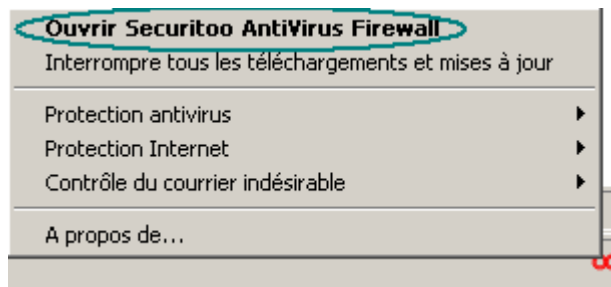 Ouvrir Securitoo AntiVirus Firewall
Interrompre tous les téléchargements et mises à jour
Protection antivirus
Protection Internet
Contrôle du courrier indésirable
A propos de...